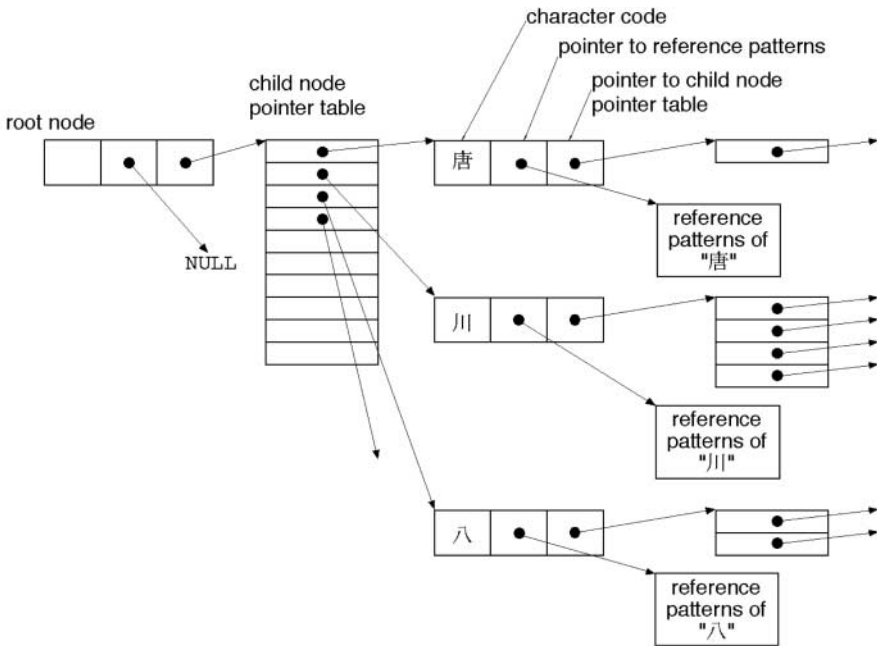 character code
pointer to reference patterns
child node
pointer table
pointer to child node
pointer table
root node
唐
NULL
reference
patterns of
"唐"
川
reference
patterns of
"川"
八
reference
patterns of
"八"